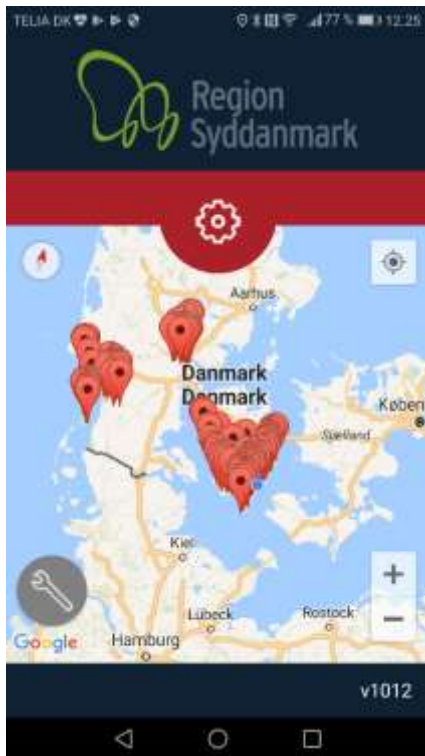 TELIA DK 77 % 12.25
Region
Syddanmark
Aarhus
Danmark
Danmark
Køben
Sjælland
Kiel
+
Lübeck
Rostock
−
Google
Hamburg
v1012